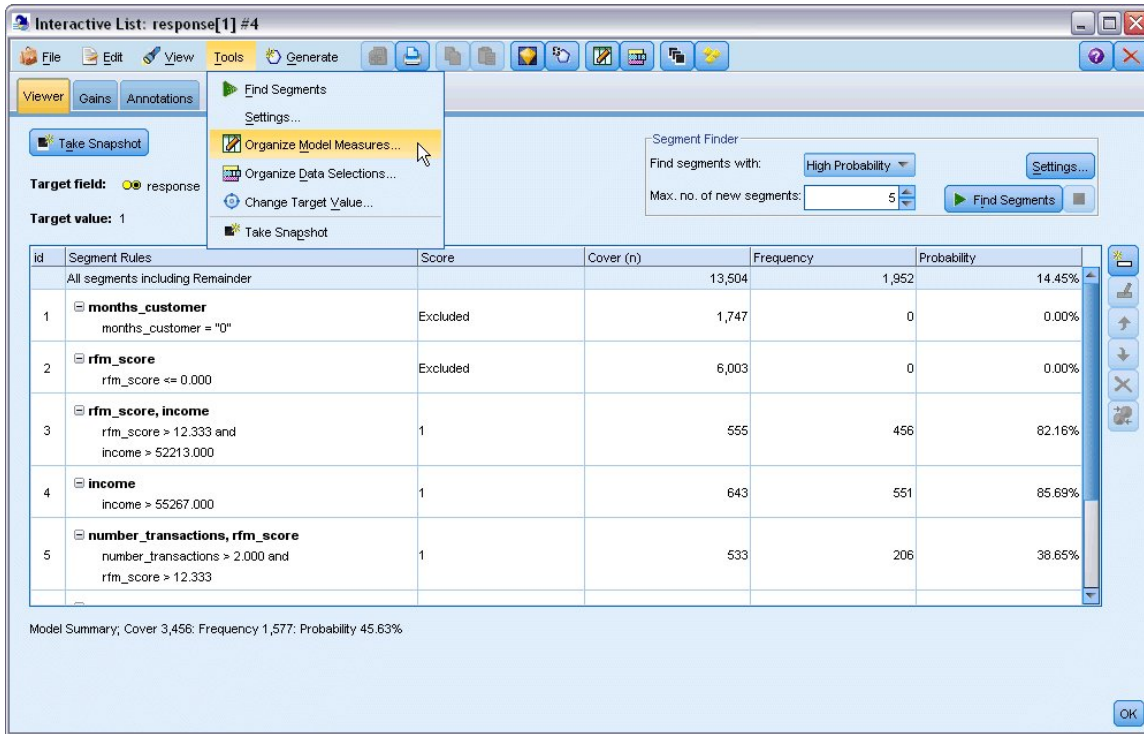 Interactive List: response[1] #4
File Edit View Tools Generate
Viewer Gains Annotations
Find Segments
Settings...
Organize Model Measures...
Organize Data Selections...
Change Target Value...
Take Snapshot
Take Snapshot
Target field: response
Target value: 1
Segment Finder
Find segments with: High Probability Settings...
Max. no. of new segments: 5 Find Segments
id Segment Rules Score Cover (n) Frequency Probability
All segments including Remainder 13,504 1,952 14.45%
1 months_customer Excluded 1,747 0 0.00%
months_customer = "0"
2 rfm_score Excluded 6,003 0 0.00%
rfm_score <= 0.000
3 rfm_score, income 1 555 456 82.16%
rfm_score > 12.333 and
income > 52213.000
4 income 1 643 551 85.69%
income > 55267.000
5 number_transactions, rfm_score 1 533 206 38.65%
number_transactions > 2.000 and
rfm_score > 12.333
Model Summary; Cover 3,456: Frequency 1,577: Probability 45.63%
OK